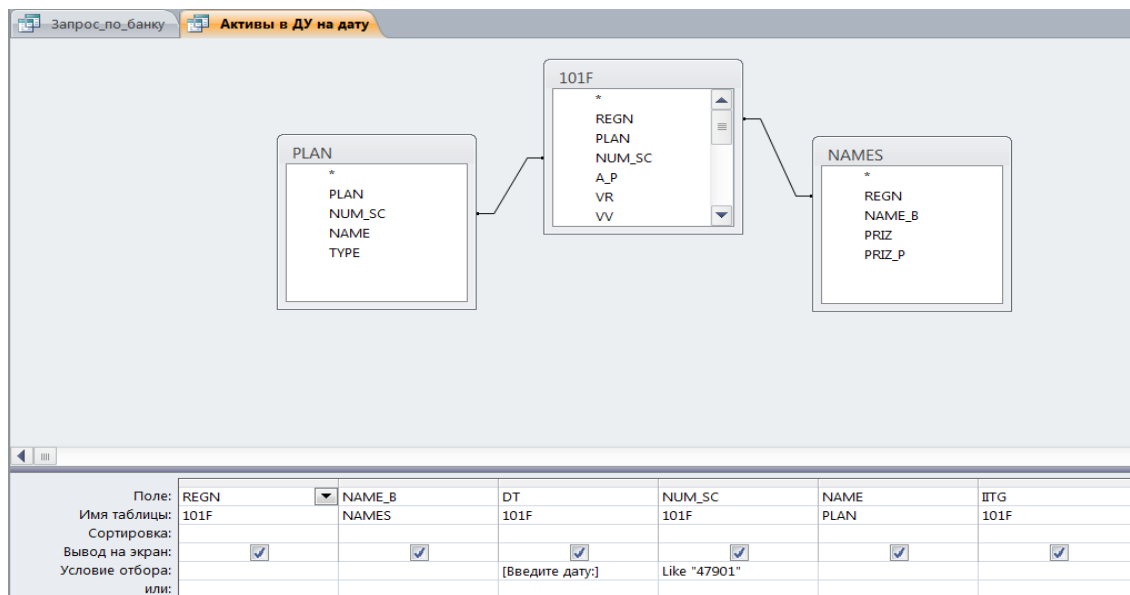 Запрос_по_банку Активы в ДУ на дату
101F
*
REGN
PLAN
NUM_SC
A_P
VR
VV
PLAN
*
PLAN
NUM_SC
NAME
TYPE
NAMES
*
REGN
NAME_B
PRIZ
PRIZ_P
Поле: REGN NAME_B DT NUM_SC NAME IITG
Имя таблицы: 101F NAMES 101F 101F PLAN 101F
Сортировка:
Вывод на экран:
Условие отбора: [Введите дату:] Like "47901"
или: